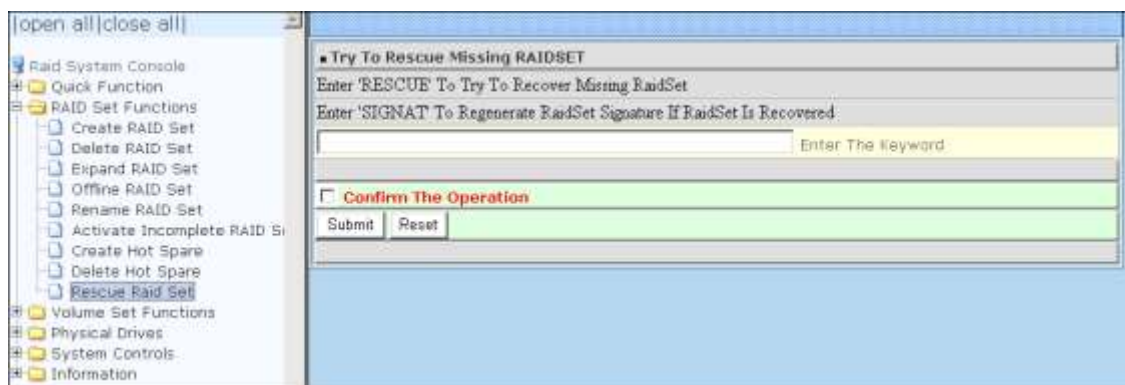 |open all|close all|
Raid System Console
Quick Function
RAID Set Functions
Create RAID Set
Delete RAID Set
Expand RAID Set
Offline RAID Set
Rename RAID Set
Activate Incomplete RAID Se
Create Hot Spare
Delete Hot Spare
Rescue Raid Set
Volume Set Functions
Physical Drives
System Controls
Information
Try To Rescue Missing RAIDSET
Enter 'RESCUE' To Try To Recover Missing RaidSet
Enter 'SIGNAT' To Regenerate RaidSet Signature If RaidSet Is Recovered
Enter The Keyword
Confirm The Operation
Submit Reset